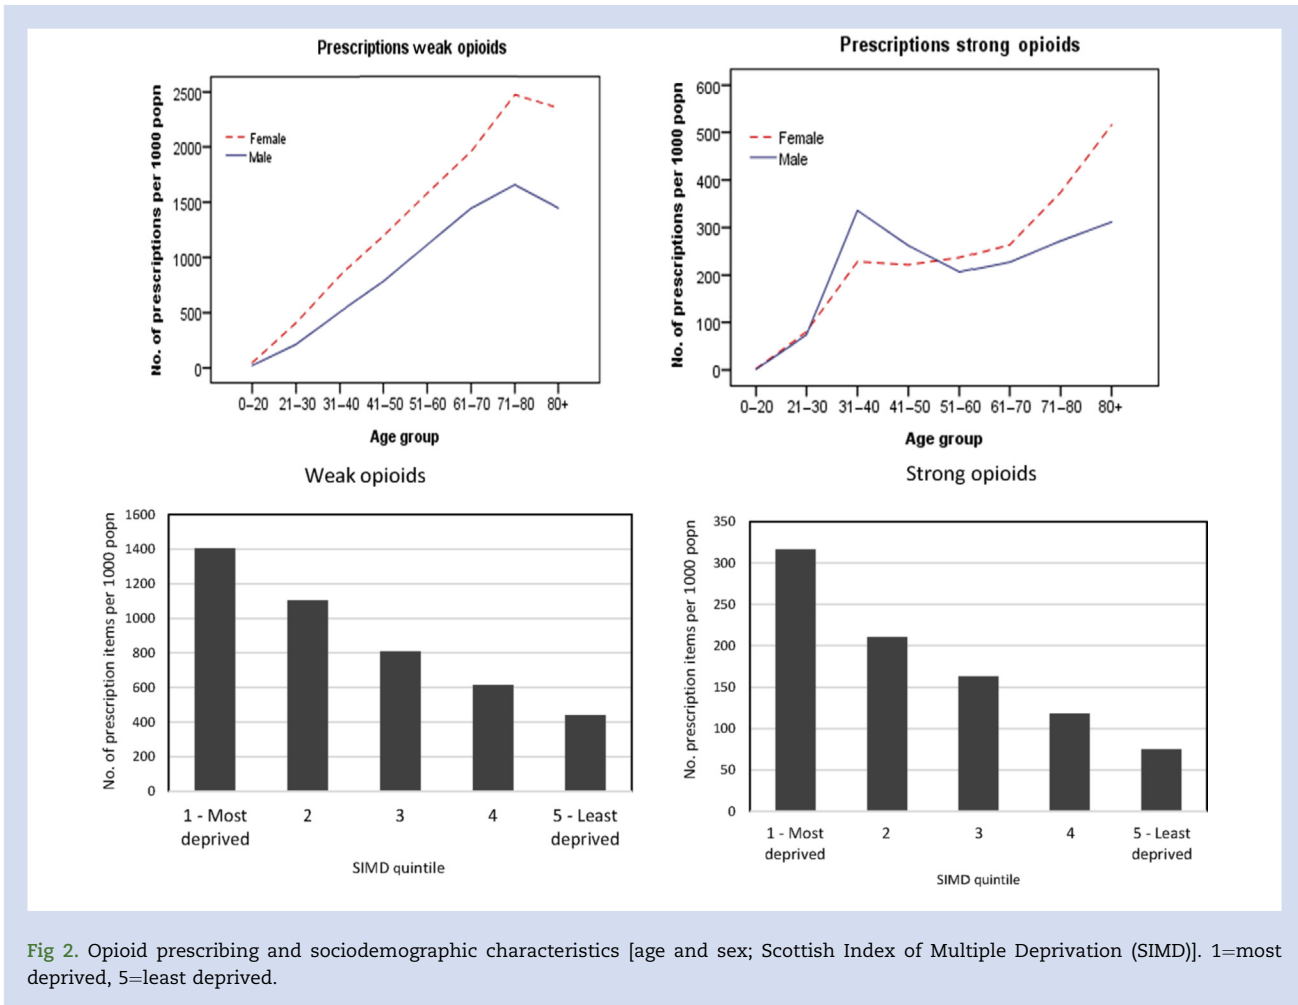 Prescriptions weak opioids
No. of prescriptions per 1000 popn
2500
2000
1500
1000
500
0
Female
Male
0–20 21–30 31–40 41–50 51–60 61–70 71–80 80+
Age group
Prescriptions strong opioids
No. of prescriptions per 1000 popn
600
500
400
300
200
100
0
Female
Male
0–20 21–30 31–40 41–50 51–60 61–70 71–80 80+
Age group
Weak opioids
No. of prescription items per 1000 popn
1600
1400
1200
1000
800
600
400
200
0
1 - Most deprived 2 3 4 5 - Least deprived
SIMD quintile
Strong opioids
No. prescription items per 1000 popn
350
300
250
200
150
100
50
0
1 - Most deprived 2 3 4 5 - Least deprived
SIMD quintile
Fig 2. Opioid prescribing and sociodemographic characteristics [age and sex; Scottish Index of Multiple Deprivation (SIMD)]. 1=most
deprived, 5=least deprived.